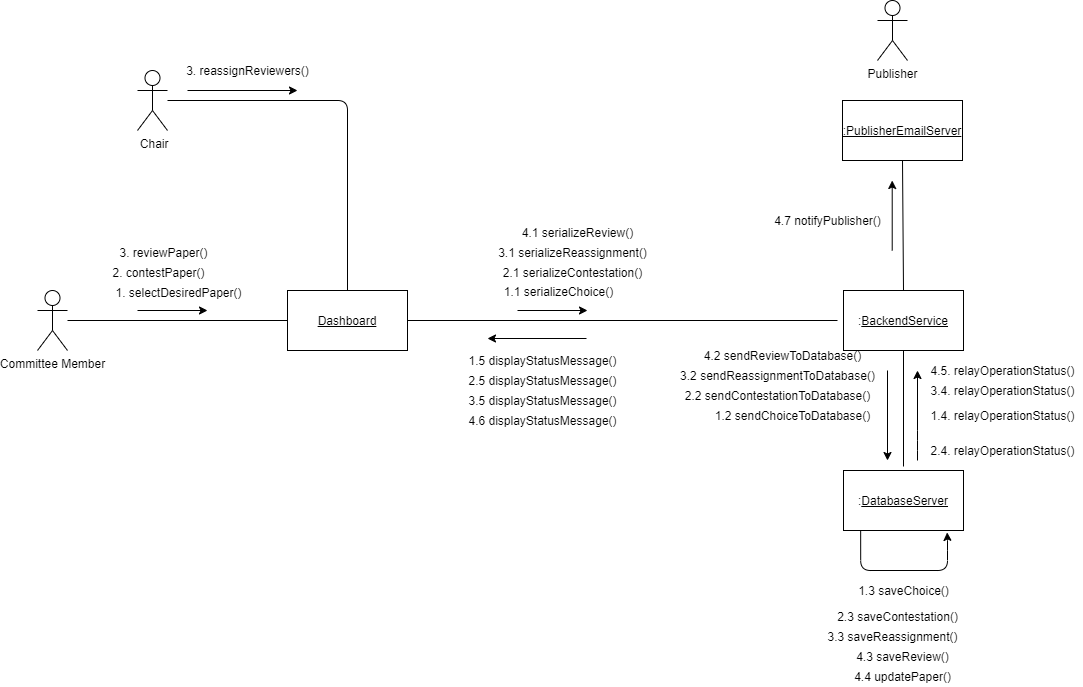 Publisher
3. reassignReviewers()
Chair
:PublisherEmailServer
4.7 notifyPublisher()
3. reviewPaper()
2. contestPaper()
1. selectDesiredPaper()
Committee Member
Dashboard
4.1 serializeReview()
3.1 serializeReassignment()
2.1 serializeContestation()
1.1 serializeChoice()
1.5 displayStatusMessage()
2.5 displayStatusMessage()
3.5 displayStatusMessage()
4.6 displayStatusMessage()
:BackendService
4.2 sendReviewToDatabase()
3.2 sendReassignmentToDatabase()
2.2 sendContestationToDatabase()
1.2 sendChoiceToDatabase()
4.5. relayOperationStatus()
3.4. relayOperationStatus()
1.4. relayOperationStatus()
2.4. relayOperationStatus()
:DatabaseServer
1.3 saveChoice()
2.3 saveContestation()
3.3 saveReassignment()
4.3 saveReview()
4.4 updatePaper()